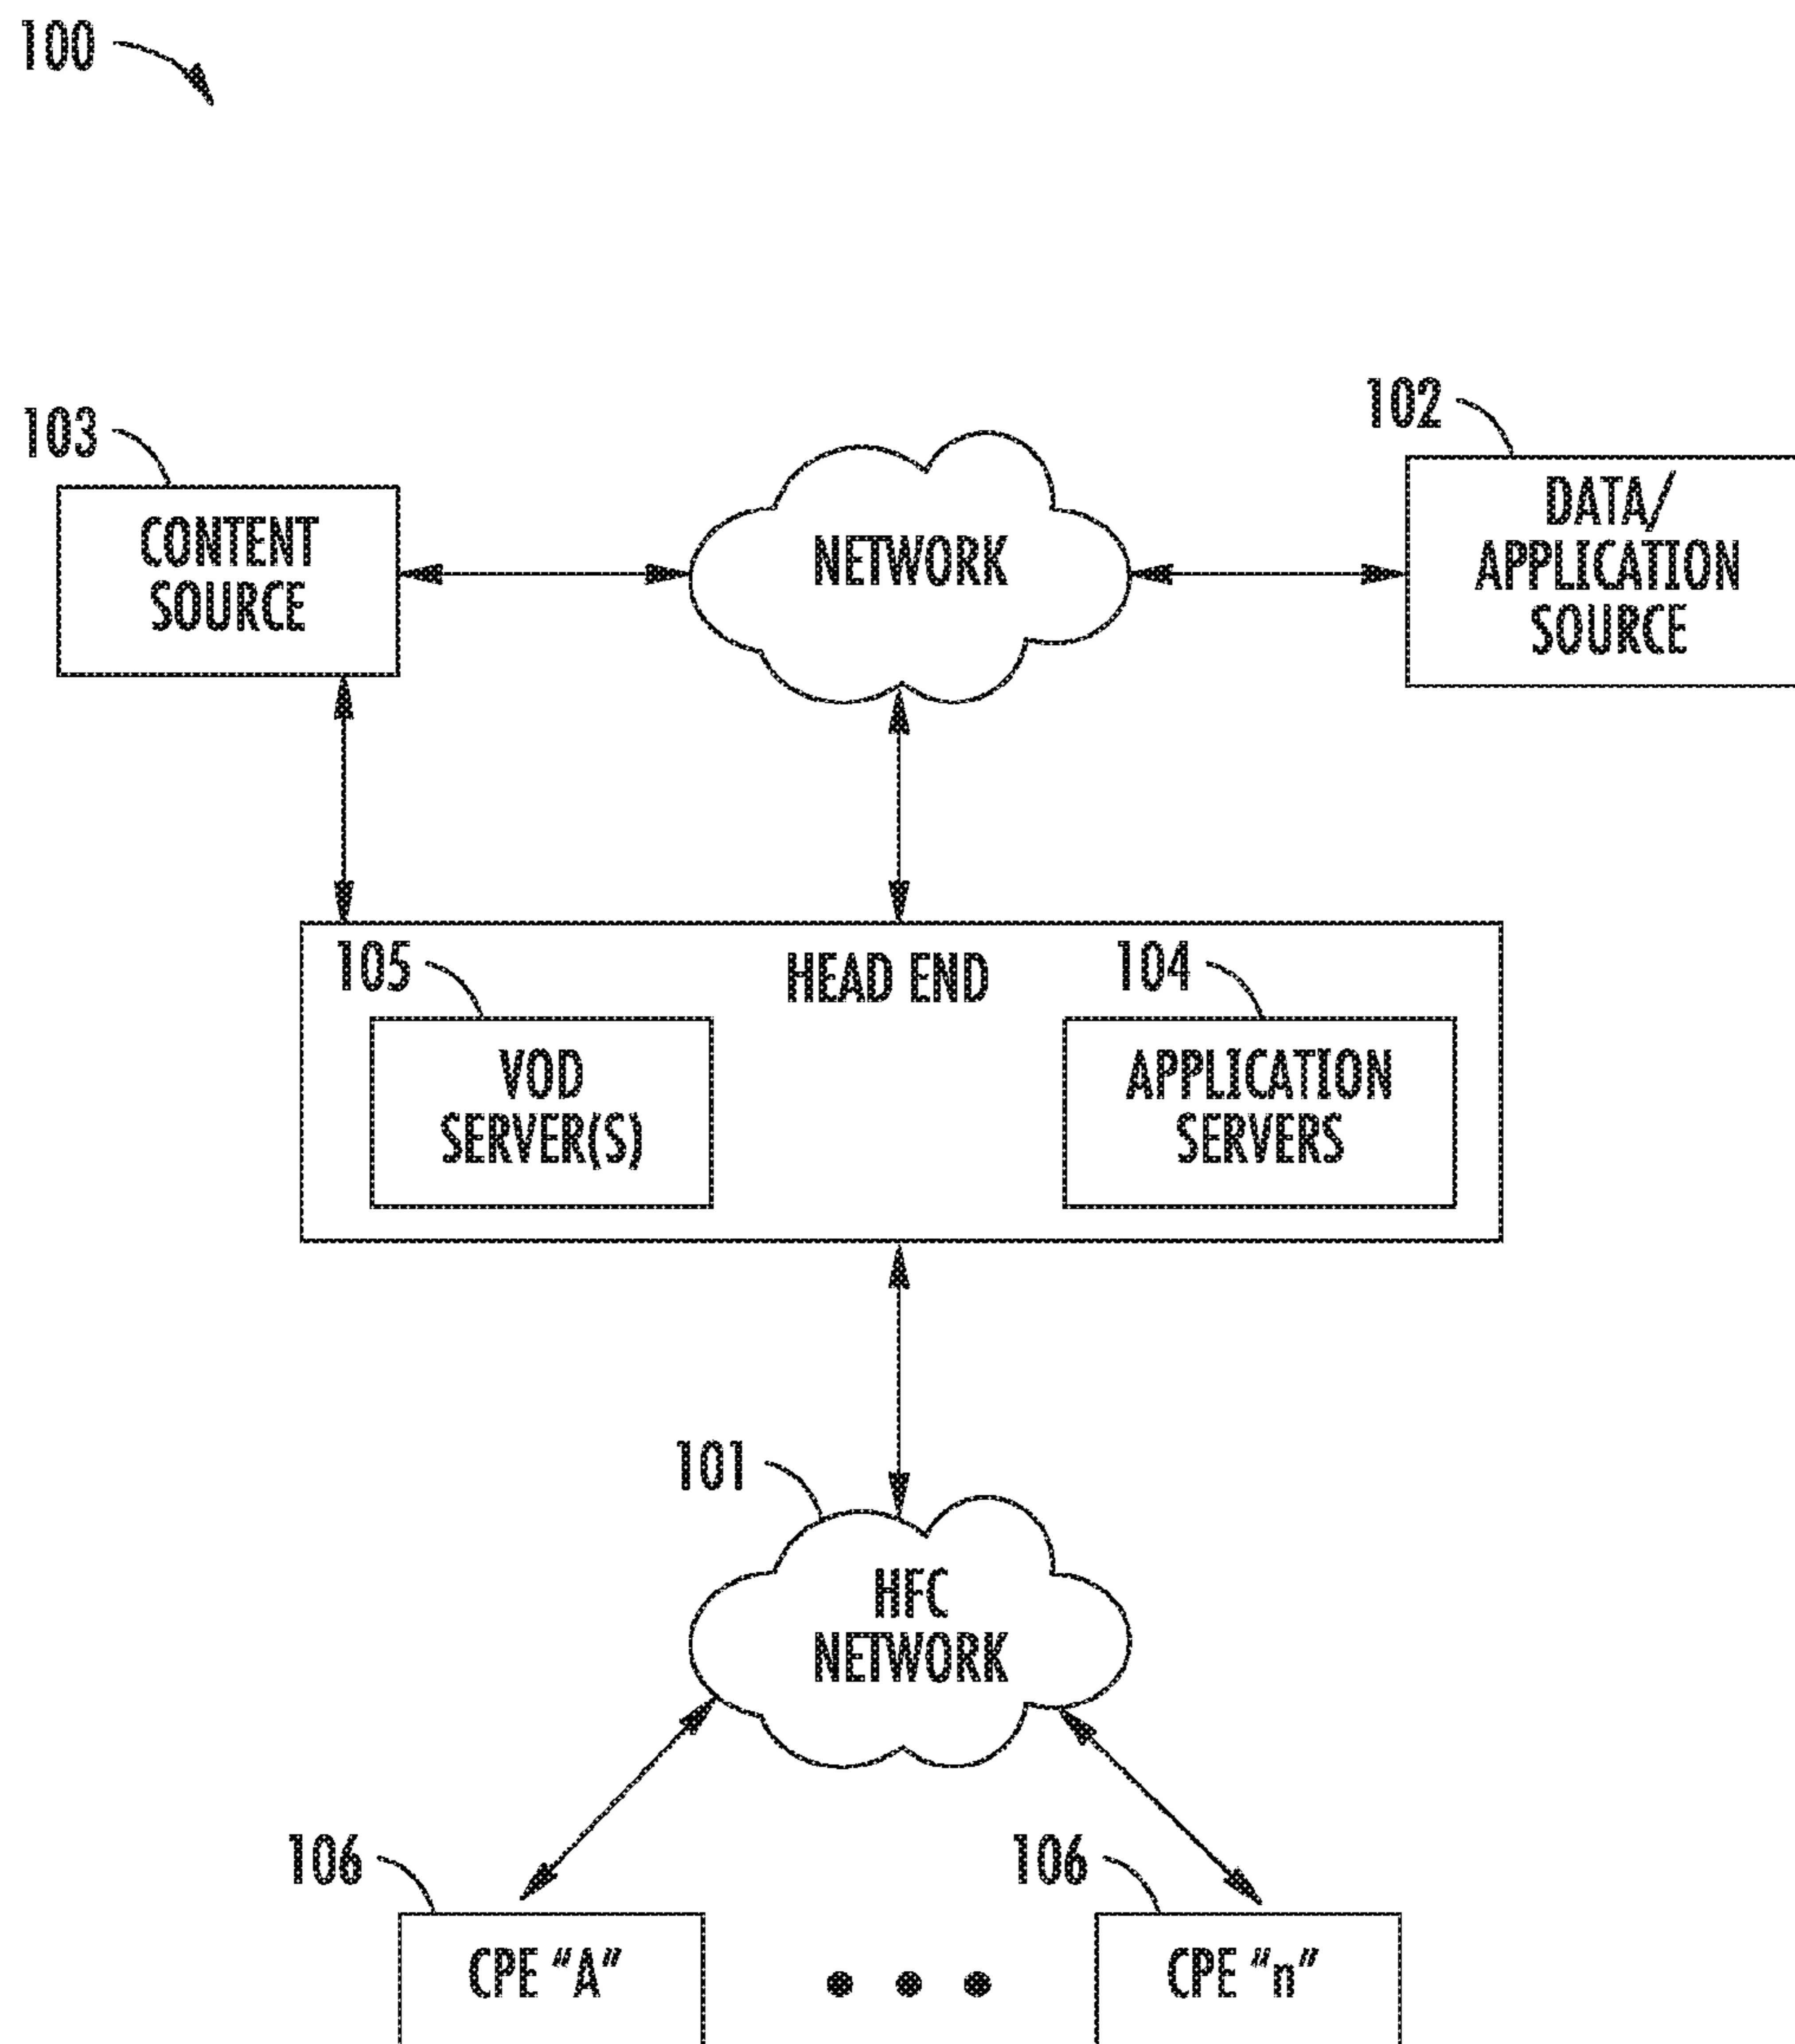 100
103
102
CONTENT
SOURCE
NETWORK
DATA/
APPLICATION
SOURCE
105
HEAD END
104
VOD
SERVER(S)
APPLICATION
SERVERS
101
HFC
NETWORK
106
106
CPE “A”
CPE “n”